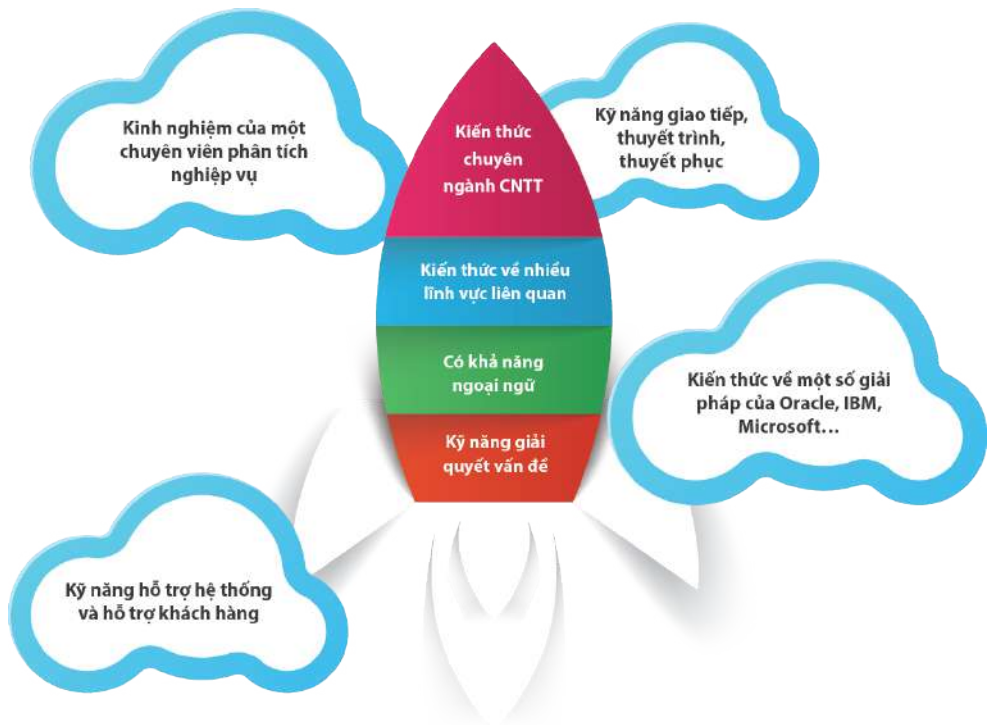 Kinh nghiệm của một
chuyên viên phân tích
nghiệp vụ
Kiến thức
chuyên
ngành CNTT
Kỹ năng giao tiếp,
thuyết trình,
thuyết phục
Kiến thức về nhiều
lĩnh vực liên quan
Có khả năng
ngoại ngữ
Kiến thức về một số giải
pháp của Oracle, IBM,
Microsoft...
Kỹ năng giải
quyết vấn đề
Kỹ năng hỗ trợ hệ thống
và hỗ trợ khách hàng